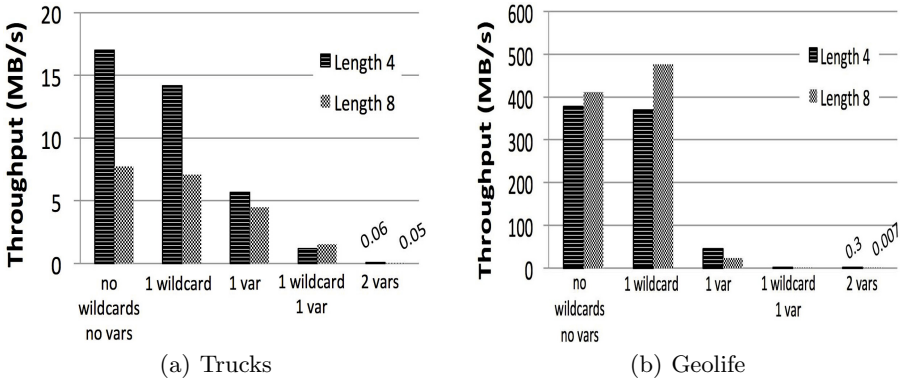 Throughput (MB/s)
20
15
10
5
0
Length 4
Length 8
0.06
0.05
no wildcards no vars
1 wildcard
1 var
1 wildcard 1 var
2 vars
(a) Trucks
Throughput (MB/s)
600
500
400
300
200
100
0
Length 4
Length 8
0.3
0.007
no wildcards no vars
1 wildcard
1 var
1 wildcard 1 var
2 vars
(b) Geolife